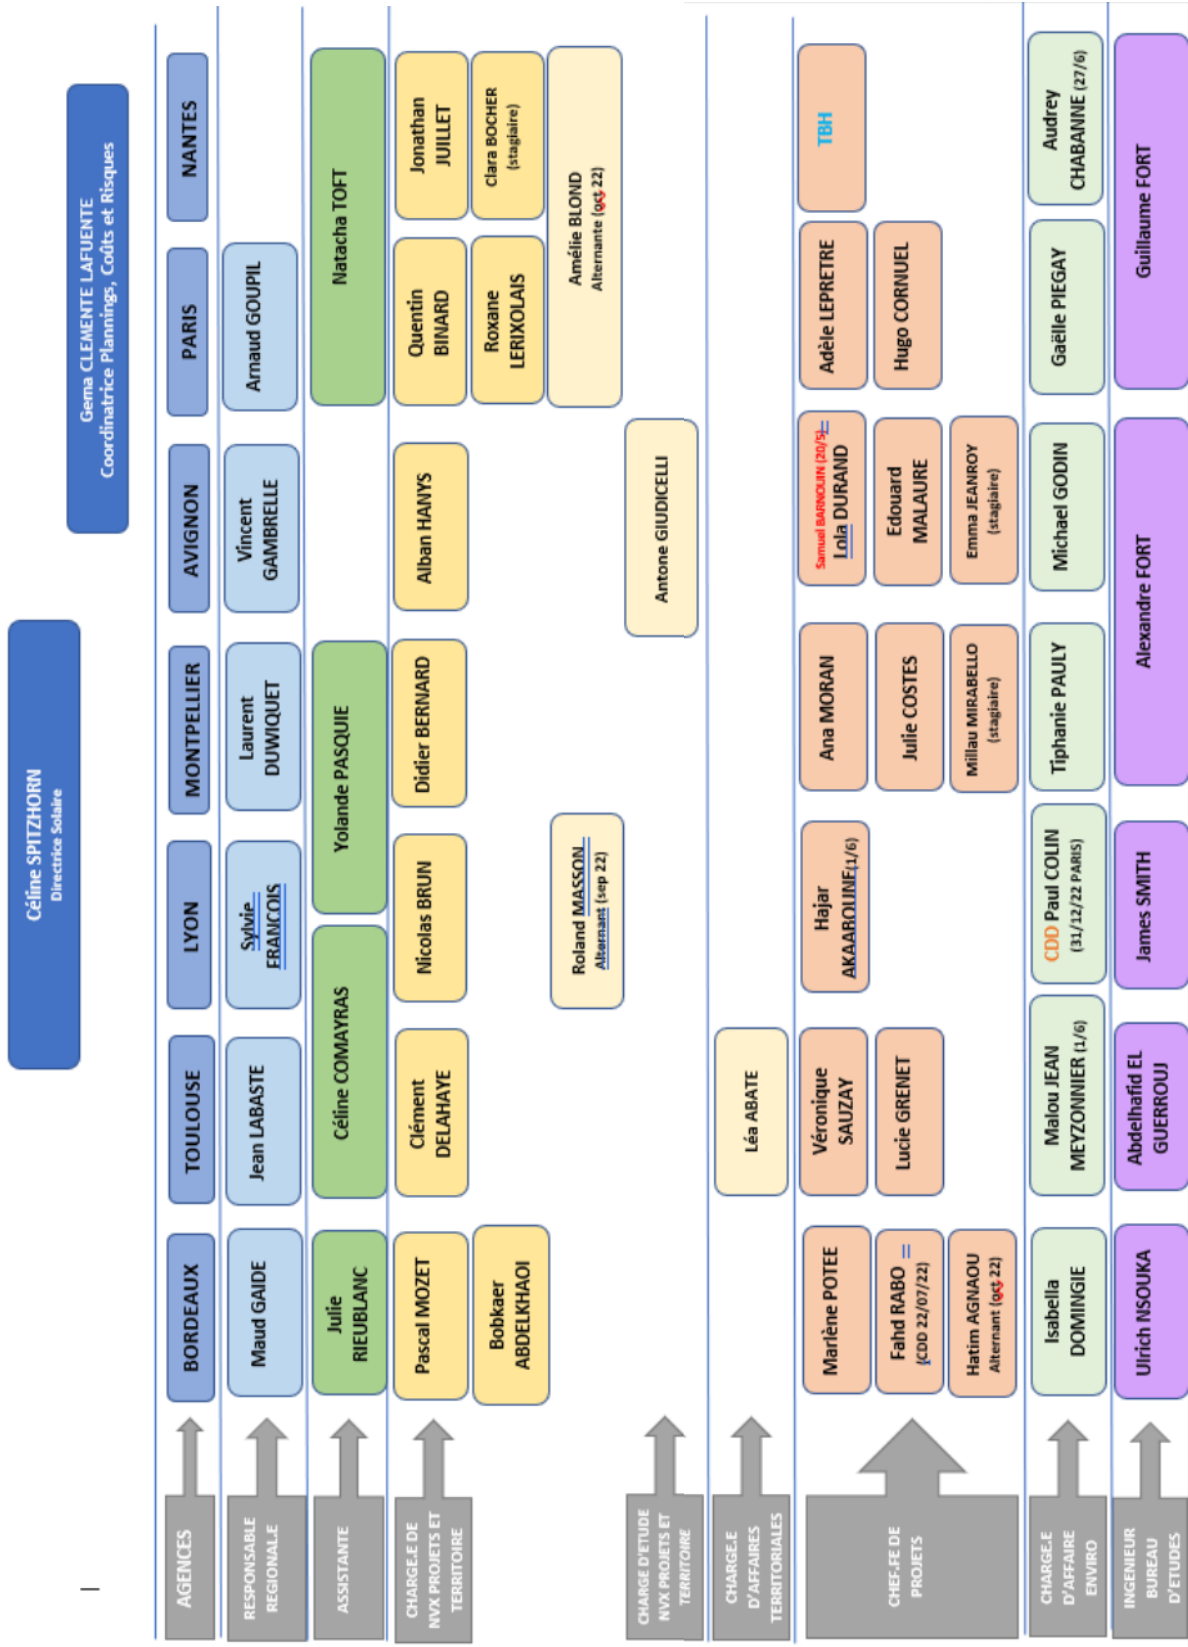 Céline SPITZHORN
Directrice Solaire
Gema CLEMENTE LAFUENTE
Coordinatrice Plannings, Coûts et Risques
AGENCES
BORDEAUX
TOULOUSE
LYON
MONTPELLIER
AVIGNON
PARIS
NANTES
RESPONSABLE
REGIONAL.E
Maud GAIDE
Jean LABASTE
Sylvie
FRANCOIS
Laurent
DUWIQUET
Vincent
GAMBRELLE
Arnaud GOUPIL
ASSISTANTE
Julie
RIEUBLANC
Céline COMAYRAS
Yolande PASQUIE
Natacha TOFT
CHARGE.E DE
NVX PROJETS ET
TERRITOIRE
Pascal MOZET
Clément
DELAHAYE
Nicolas BRUN
Didier BERNARD
Alban HANYS
Quentin
BINARD
Jonathan
JUILLET
Bobkaer
ABDELKHAOI
Roxane
LERIXOLAIS
Clara BOCHER
(stagiaire)
Roland MASSON
Alternant (sep 22)
Amélie BLOND
Alternante (oct 22)
CHARGE D'ETUDE
NVX PROJETS ET
TERRITOIRE
Antone GIUDICELLI
CHARGE.E
D'AFFAIRES
TERRITORIALES
Léa ABATE
CHEF.FE DE
PROJETS
Marlène POTEE
Véronique
SAUZAY
Hajar
AKAABOUNE(1/6)
Ana MORAN
Samuel BARNOUIN (20/5)
Lola DURAND
Adèle LEPRETRE
TBH
Fahd RABO
(CDD 22/07/22)
Lucie GRENET
Julie COSTES
Edouard
MALAURE
Hugo CORNUEL
Hatim AGNAOU
Alternant (oct 22)
Millau MIRABELLO
(stagiaire)
Emma JEANROY
(stagiaire)
CHARGE.E
D'AFFAIRE
ENVIRO
Isabella
DOMINGIE
Malou JEAN
MEYZONNIER (1/6)
CDD Paul COLIN
(31/12/22 PARIS)
Tiphanie PAULY
Michael GODIN
Gaëlle PIEGAY
Audrey
CHABANNE (27/6)
INGENIEUR
BUREAU
D'ETUDES
Ulrich NSOUKA
Abdelhafid EL
GUERROUJ
James SMITH
Alexandre FORT
Guillaume FORT